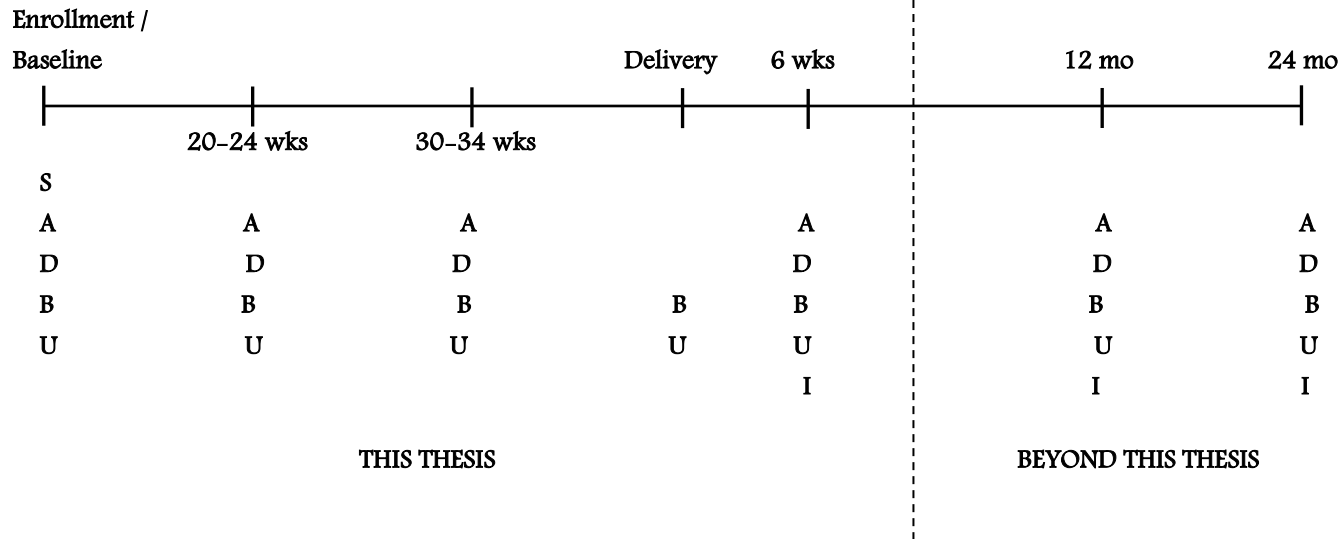 Enrollment /
Baseline Delivery 6 wks 12 mo 24 mo
20–24 wks 30–34 wks
S
A A A A A A
D D D D D D
B B B B B B B
U U U U U U U
I I I
THIS THESIS BEYOND THIS THESIS